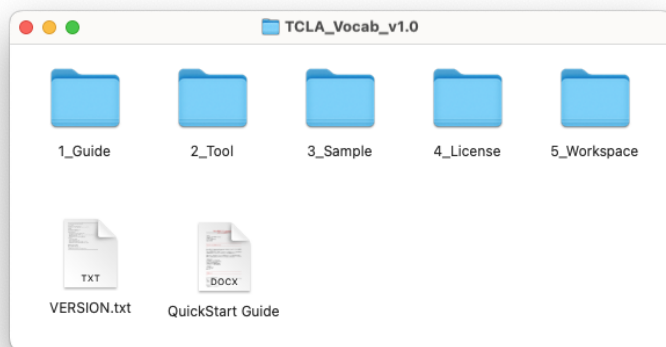 TCLA_Vocab_v1.0
1_Guide
2_Tool
3_Sample
4_License
5_Workspace
TXT
DOCX
VERSION.txt
QuickStart Guide